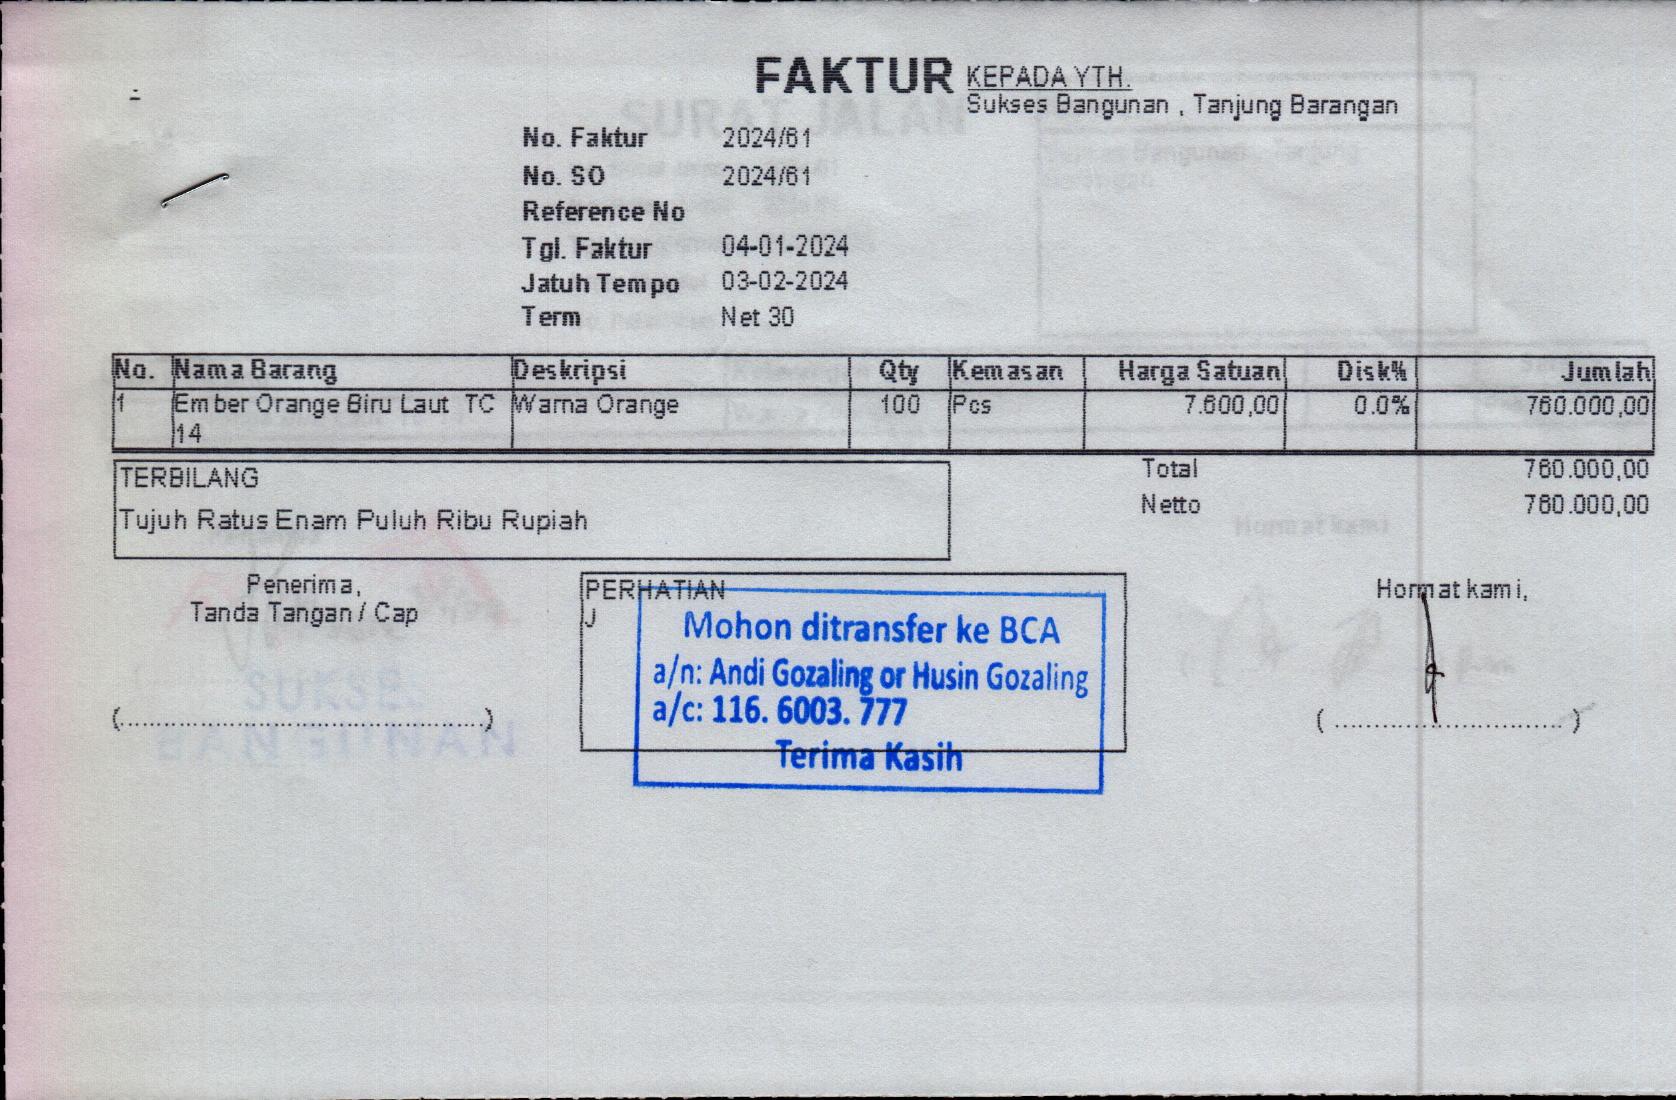 FAKTUR
KEPADA YTH.
Sukses Bangunan , Tanjung Barangan
No. Faktur 2024/61
No. SO 2024/61
Reference No
Tgl. Faktur 04-01-2024
Jatuh Tempo 03-02-2024
Term Net 30
No. Nama Barang Deskripsi Qty Kemasan Harga Satuan Disk% Jumlah
1 Ember Orange Biru Laut TC Warna Orange 100 Pcs 7.600,00 0.0% 760.000,00
14
TERBILANG
Tujuh Ratus Enam Puluh Ribu Rupiah
Total 760.000,00
Netto 760.000,00
Penerima,
Tanda Tangan / Cap
(..................................................)
PERHATIAN
J
Mohon ditransfer ke BCA
a/n: Andi Gozaling or Husin Gozaling
a/c: 116. 6003. 777
Terima Kasih
Hormat kami,
( ............................... )
SURAT JALAN
Hormat kami
SUKSES
BANGUNAN